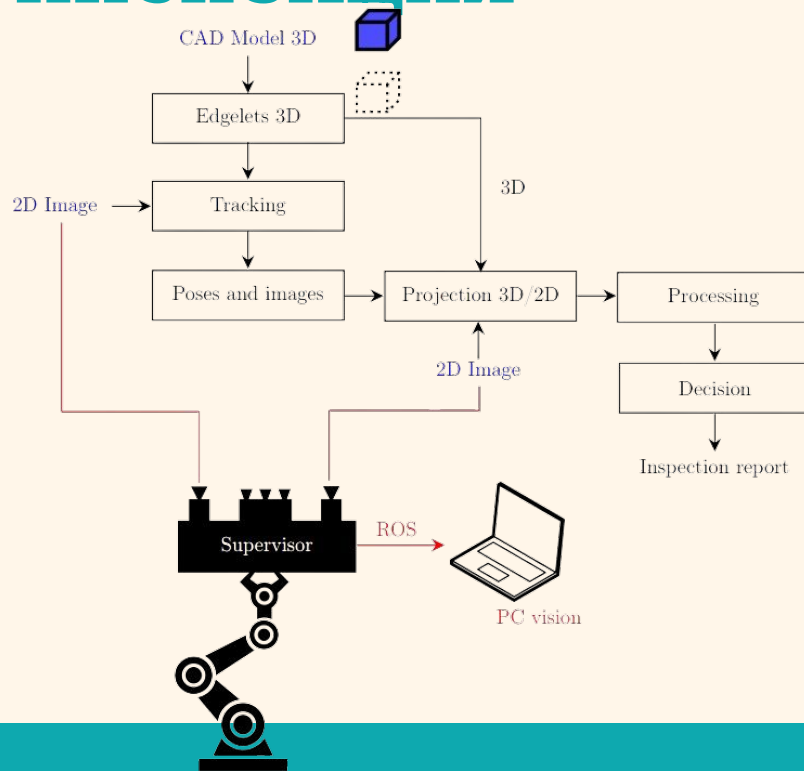 CAD Model 3D
Edgelets 3D
3D
2D Image
Tracking
Poses and images
Projection 3D/2D
Processing
2D Image
Decision
Inspection report
Supervisor
ROS
PC vision